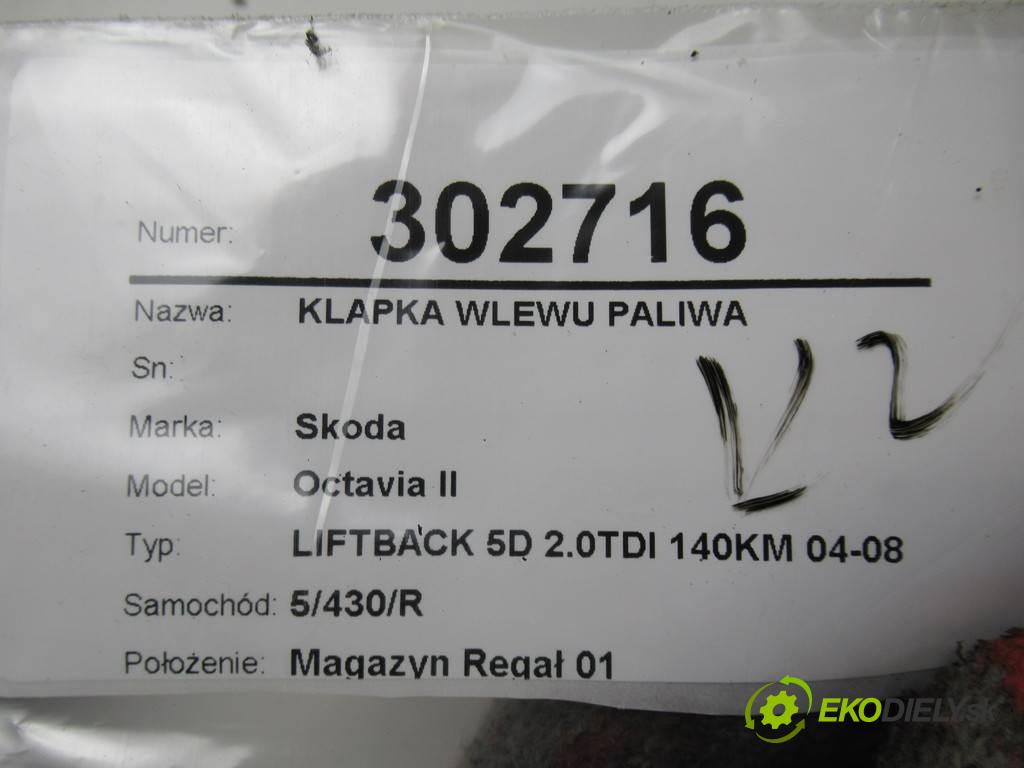 Numer: 302716
Nazwa: KLAPKA WLEWU PALIWA
Sn:
Marka: Skoda
Model: Octavia II
Typ: LIFTBACK 5D 2.0TDI 140KM 04-08
Samochód: 5/430/R
Położenie: Magazyn Regał 01
EKODIELY.sk